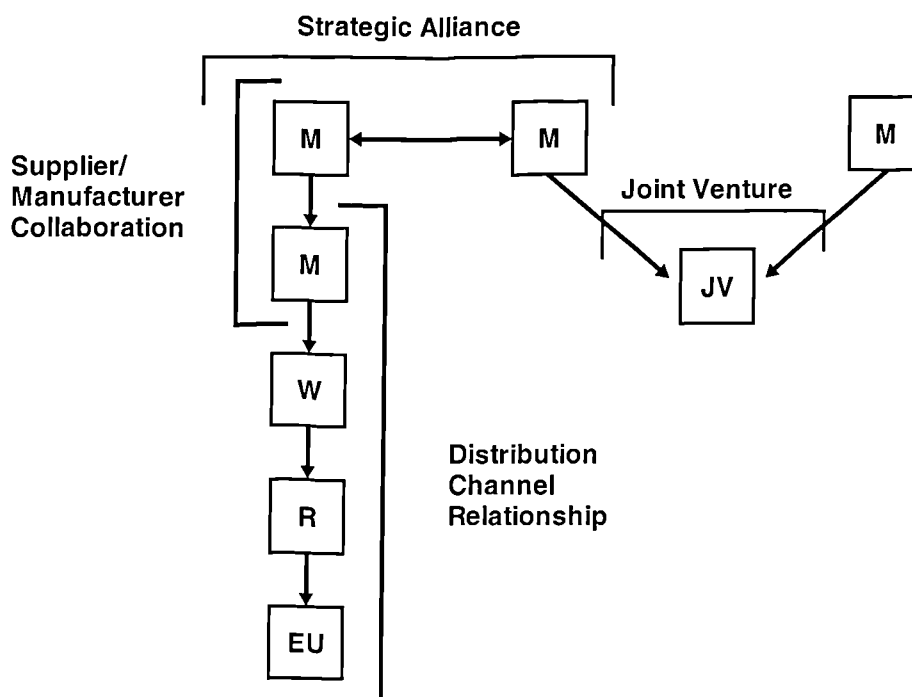 Strategic Alliance
M
M
M
Supplier/
Manufacturer
Collaboration
Joint Venture
M
JV
W
Distribution
Channel
Relationship
R
EU